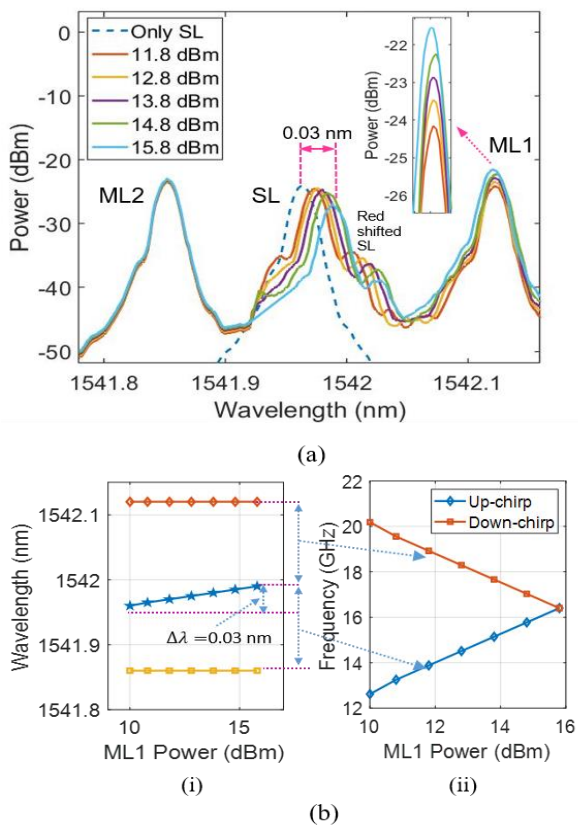 Only SL
11.8 dBm
12.8 dBm
13.8 dBm
14.8 dBm
15.8 dBm
0
-10
-20
-30
-40
-50
Power (dBm)
0.03 nm
ML2
SL
ML1
Red
shifted
SL
-22
-23
-24
-25
-26
Power (dBm)
1541.8
1541.9
1542
1542.1
Wavelength (nm)
(a)
1542.1
1542
1541.9
1541.8
Wavelength (nm)
Δλ =0.03 nm
10
15
ML1 Power (dBm)
(i)
22
20
18
16
14
12
Frequency (GHz)
Up-chirp
Down-chirp
10
12
14
16
ML1 Power (dBm)
(ii)
(b)